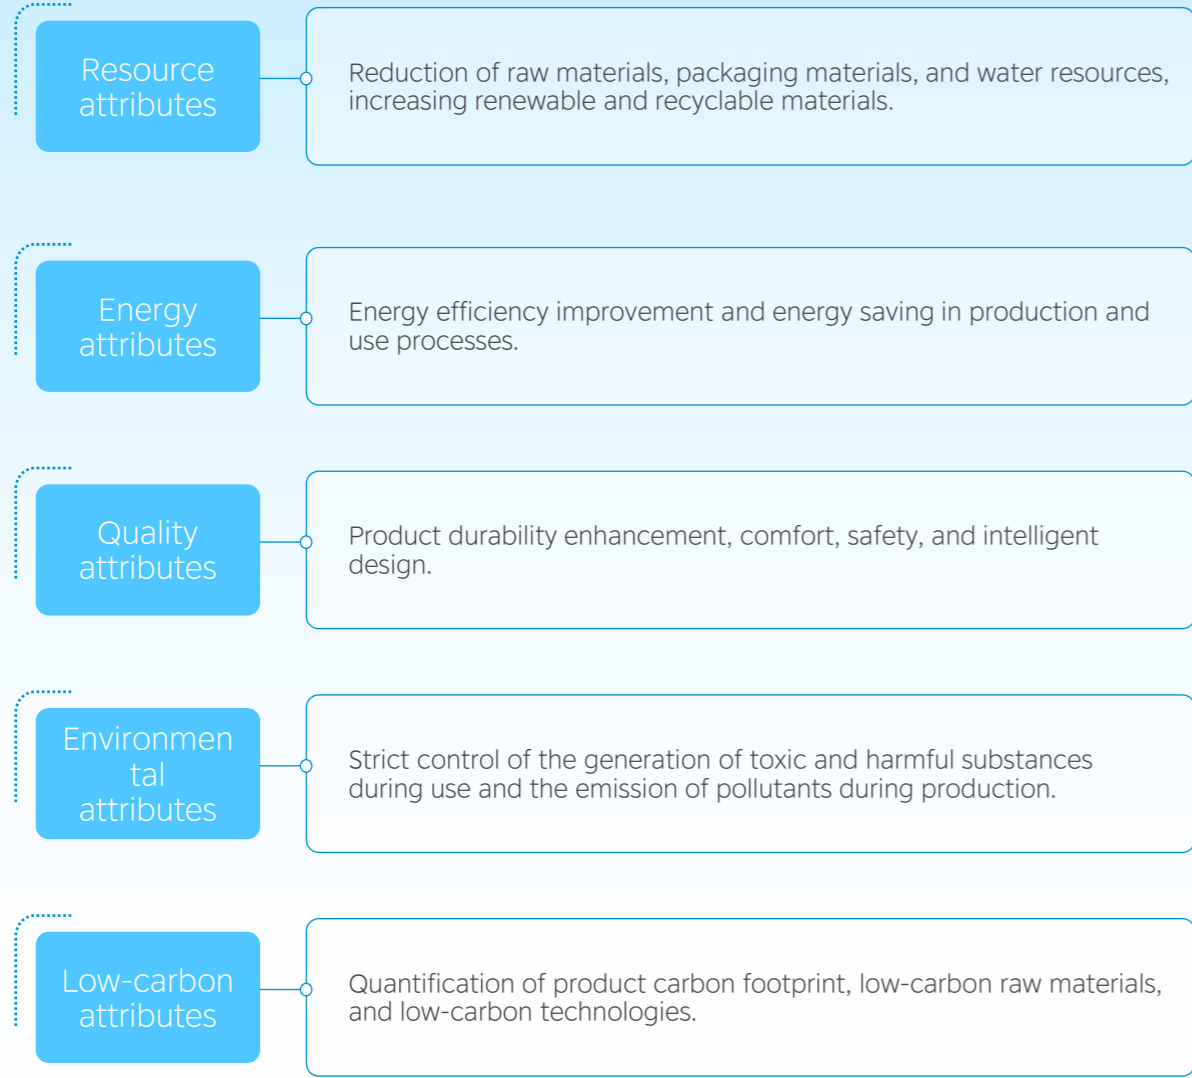 Resource
attributes
Reduction of raw materials, packaging materials, and water resources,
increasing renewable and recyclable materials.
Energy
attributes
Energy efficiency improvement and energy saving in production and
use processes.
Quality
attributes
Product durability enhancement, comfort, safety, and intelligent
design.
Environmen
tal
attributes
Strict control of the generation of toxic and harmful substances
during use and the emission of pollutants during production.
Low-carbon
attributes
Quantification of product carbon footprint, low-carbon raw materials,
and low-carbon technologies.